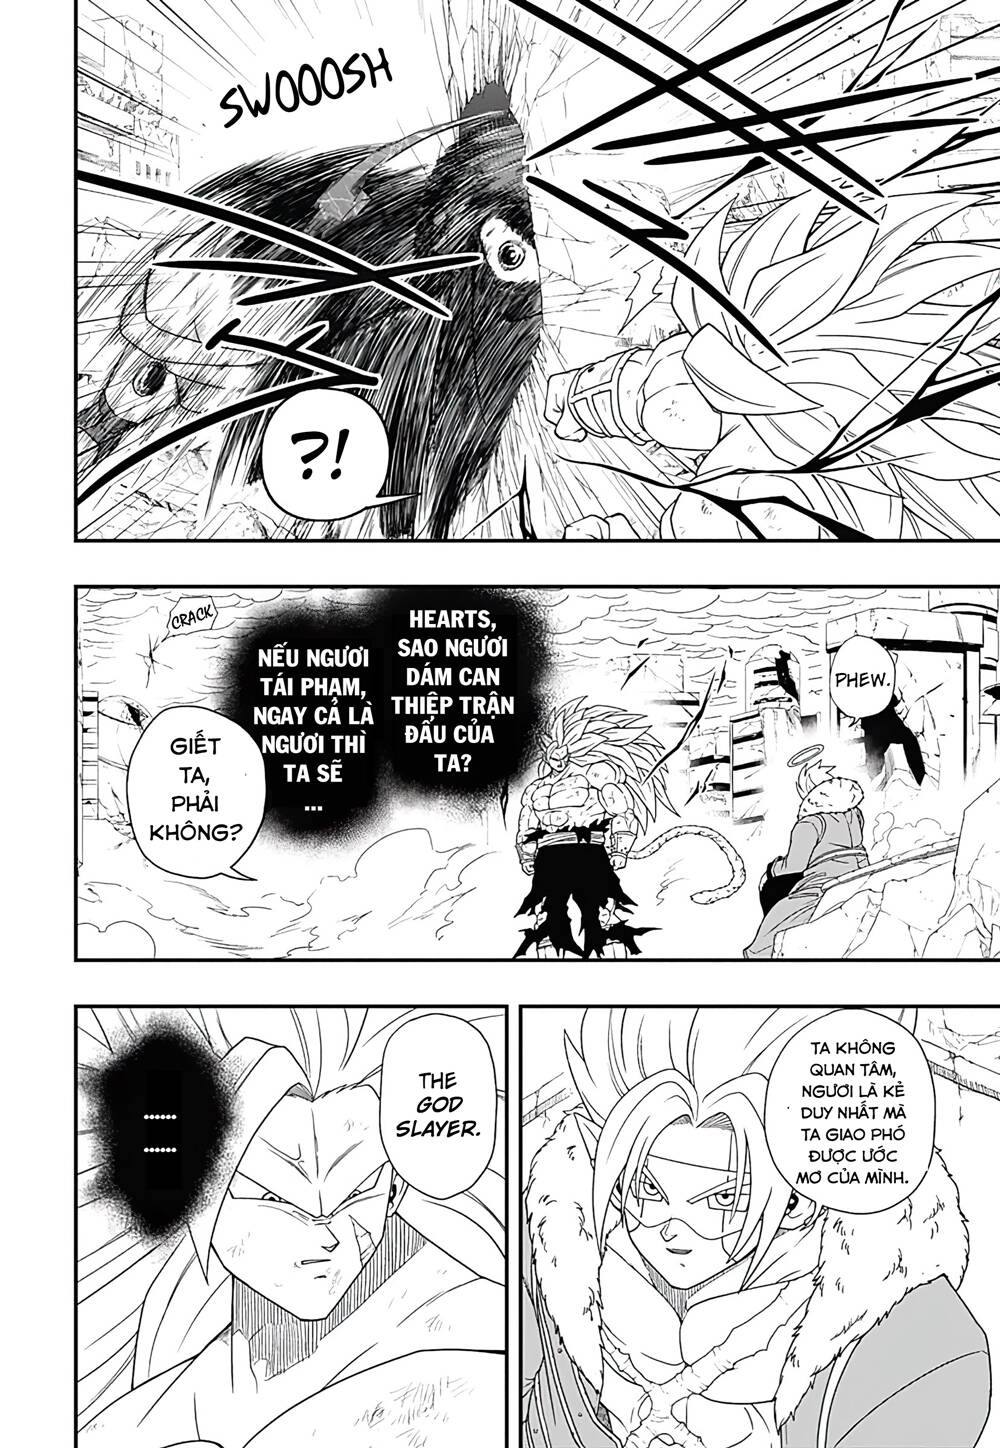 SWOOOSH
?!
PHEW.
HEARTS,
SAO NGƯƠI
DÁM CAN
THIỆP TRẬN
ĐẤU CỦA
TA?
NẾU NGƯƠI
TÁI PHẠM,
NGAY CẢ LÀ
NGƯƠI THÌ
TA SẼ
...
CRACK
GIẾT
TA,
PHẢI
KHÔNG?
TA KHÔNG
QUAN TÂM,
NGƯƠI LÀ KẺ
DUY NHẤT MÀ
TA GIAO PHÓ
ĐƯỢC ƯỚC
MƠ CỦA MÌNH.
THE
GOD
SLAYER.
......
......